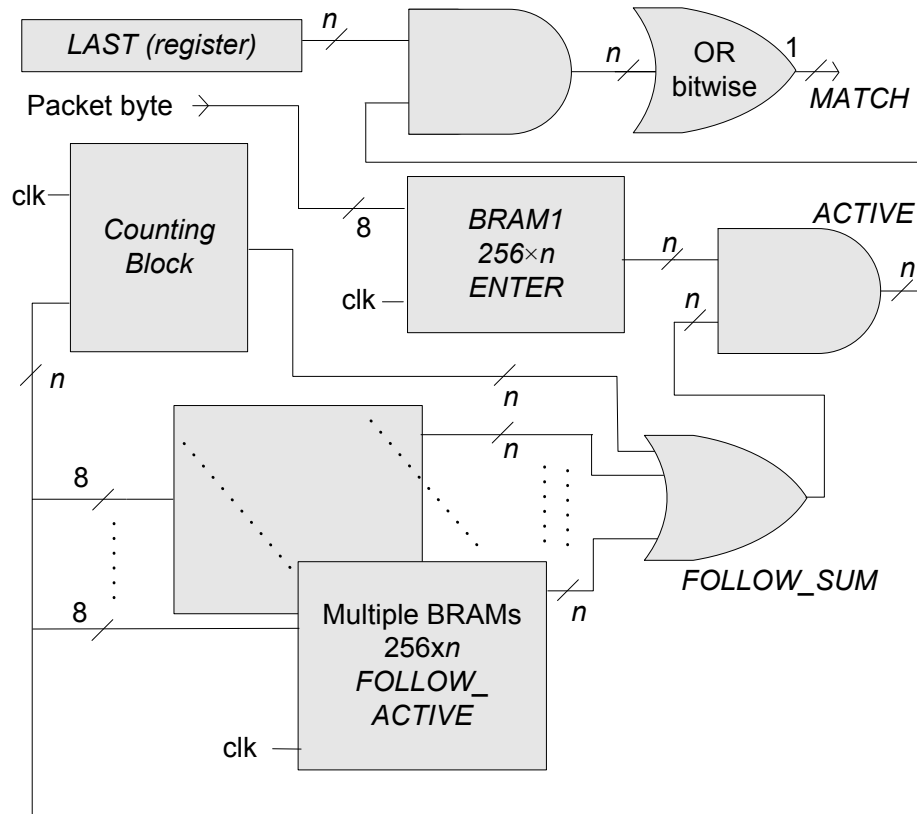 n
LAST (register)
n
OR
bitwise
1
MATCH
Packet byte
clk
Counting
Block
8
BRAM1
256×n
ENTER
clk
n
ACTIVE
n
n
n
n
n
8
8
Multiple BRAMs
256xn
FOLLOW_
ACTIVE
clk
n
FOLLOW_SUM